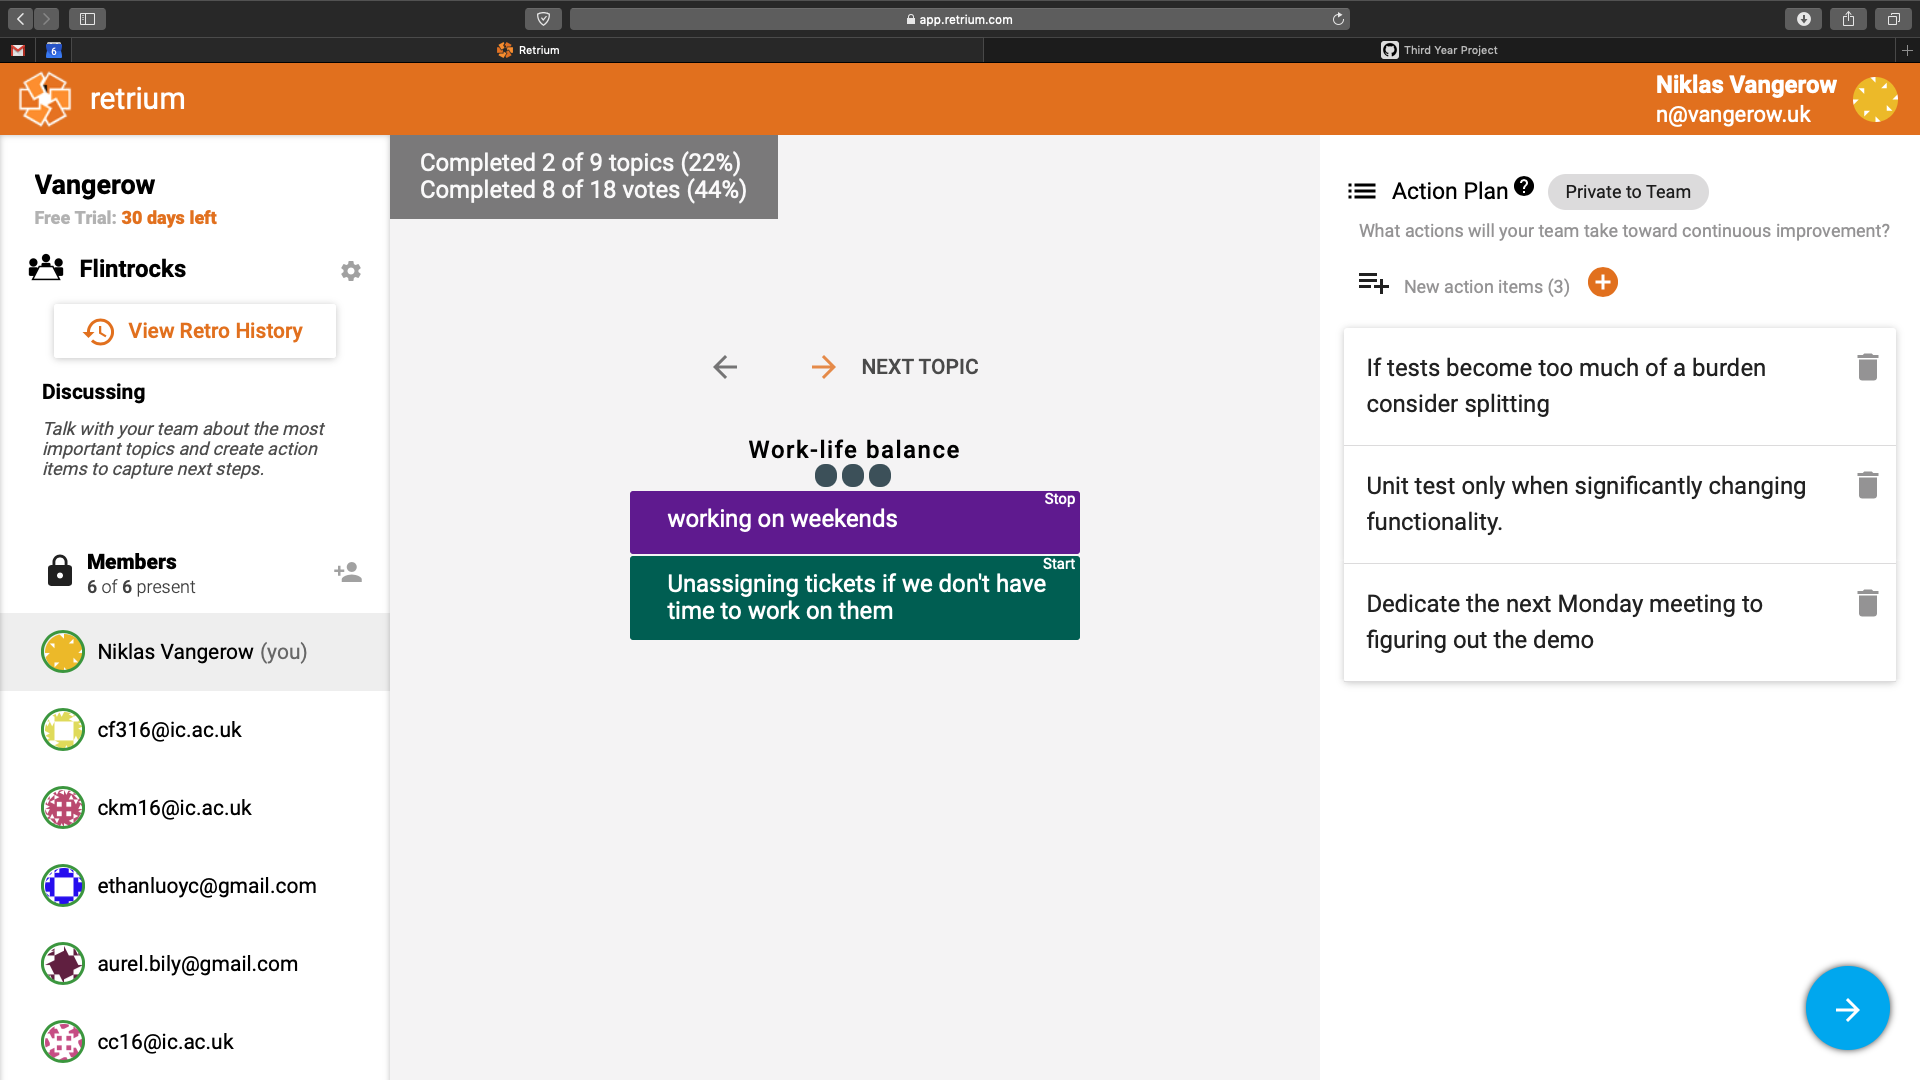 app.retrium.com
6
Retrium
Third Year Project
retrium
Niklas Vangerow
n@vangerow.uk
Vangerow
Free Trial: 30 days left
Flintrocks
View Retro History
Discussing
Talk with your team about the most
important topics and create action
items to capture next steps.
Members
6 of 6 present
Niklas Vangerow (you)
cf316@ic.ac.uk
ckm16@ic.ac.uk
ethanluoyc@gmail.com
aurel.bily@gmail.com
cc16@ic.ac.uk
Completed 2 of 9 topics (22%)
Completed 8 of 18 votes (44%)
NEXT TOPIC
Work-life balance
Stop
working on weekends
Start
Unassigning tickets if we don't have
time to work on them
Action Plan ?
Private to Team
What actions will your team take toward continuous improvement?
New action items (3)
If tests become too much of a burden
consider splitting
Unit test only when significantly changing
functionality.
Dedicate the next Monday meeting to
figuring out the demo